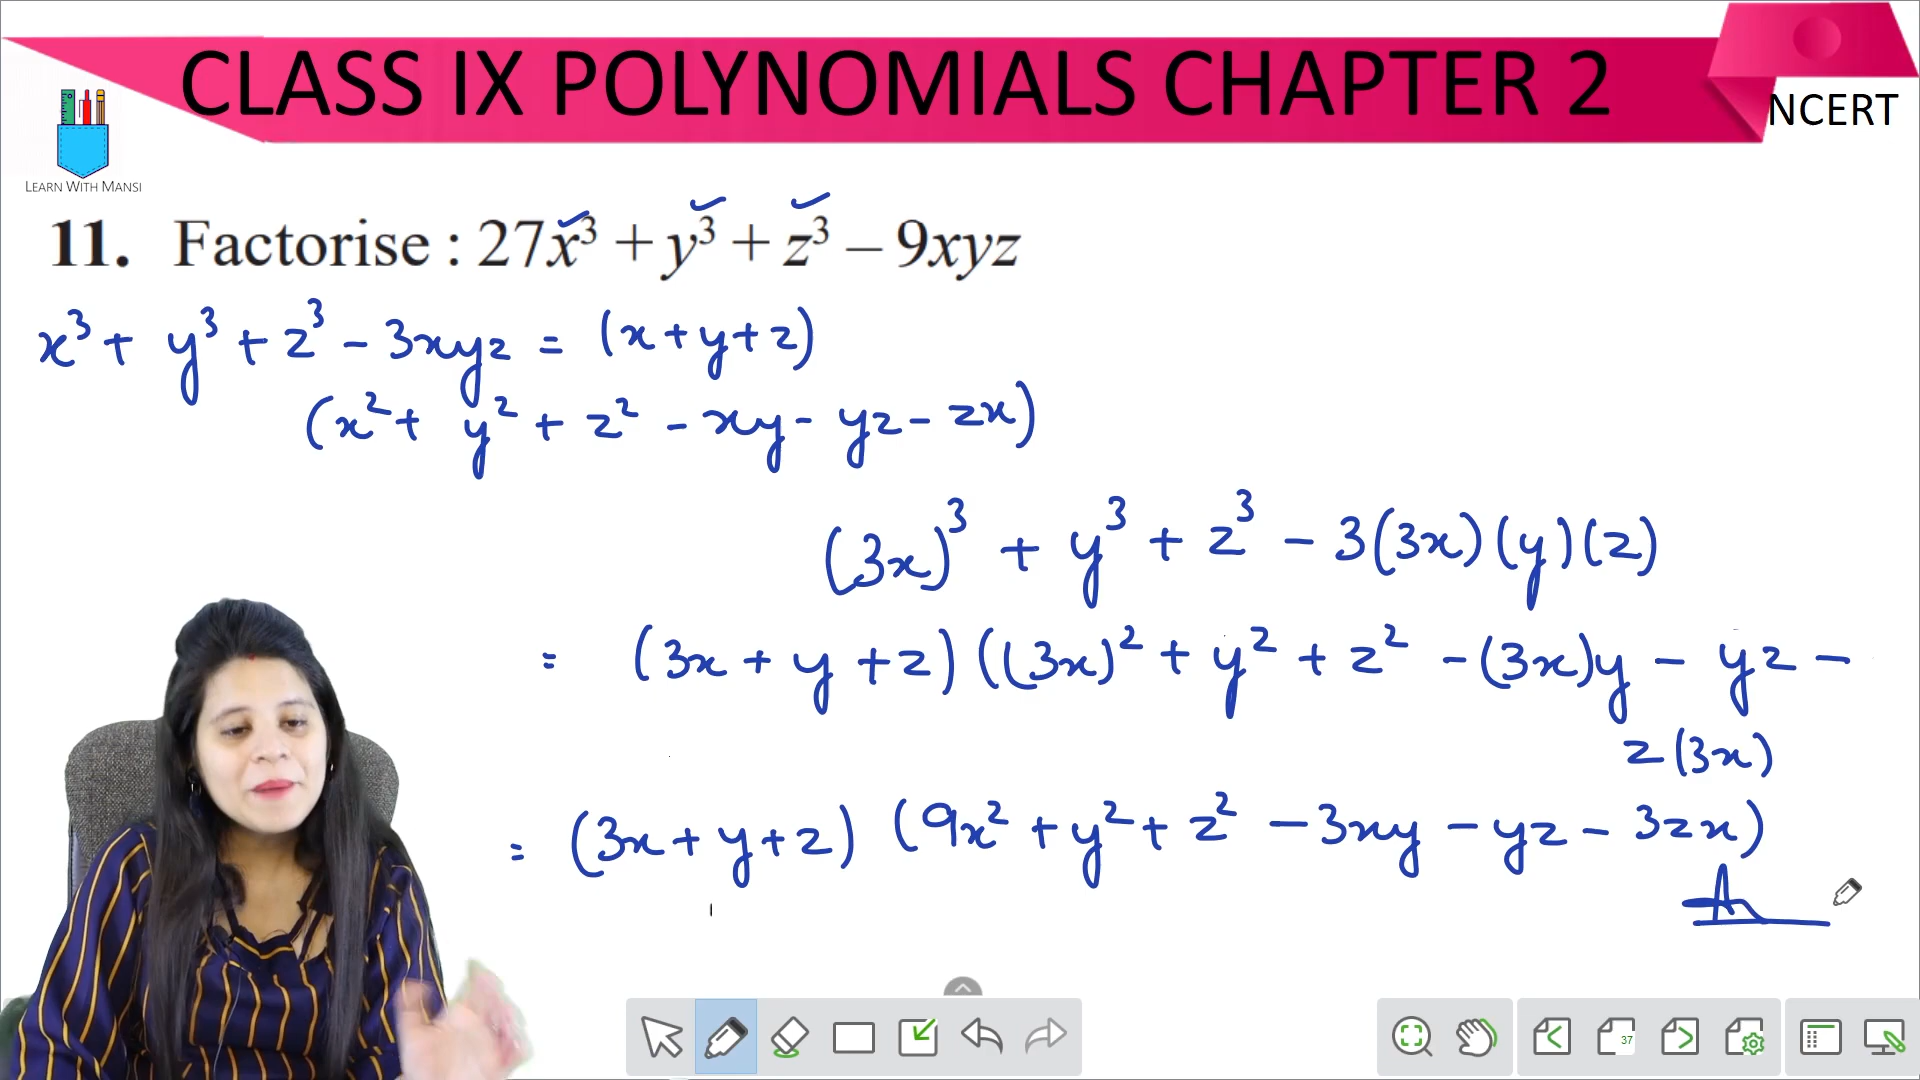 CLASS IX POLYNOMIALS CHAPTER 2
NCERT
LEARN WITH MANSI
11. Factorise : 27x³ + y³ + z³ – 9xyz
x³ + y³ + z³ - 3xyz = (x+y+z)
(x² + y² + z² - xy - yz - zx)
(3x)³ + y³ + z³ - 3(3x)(y)(z)
= (3x + y + z) ((3x)² + y² + z² - (3x)y - yz -
z(3x)
= (3x + y + z) (9x² + y² + z² - 3xy - yz - 3zx)
37